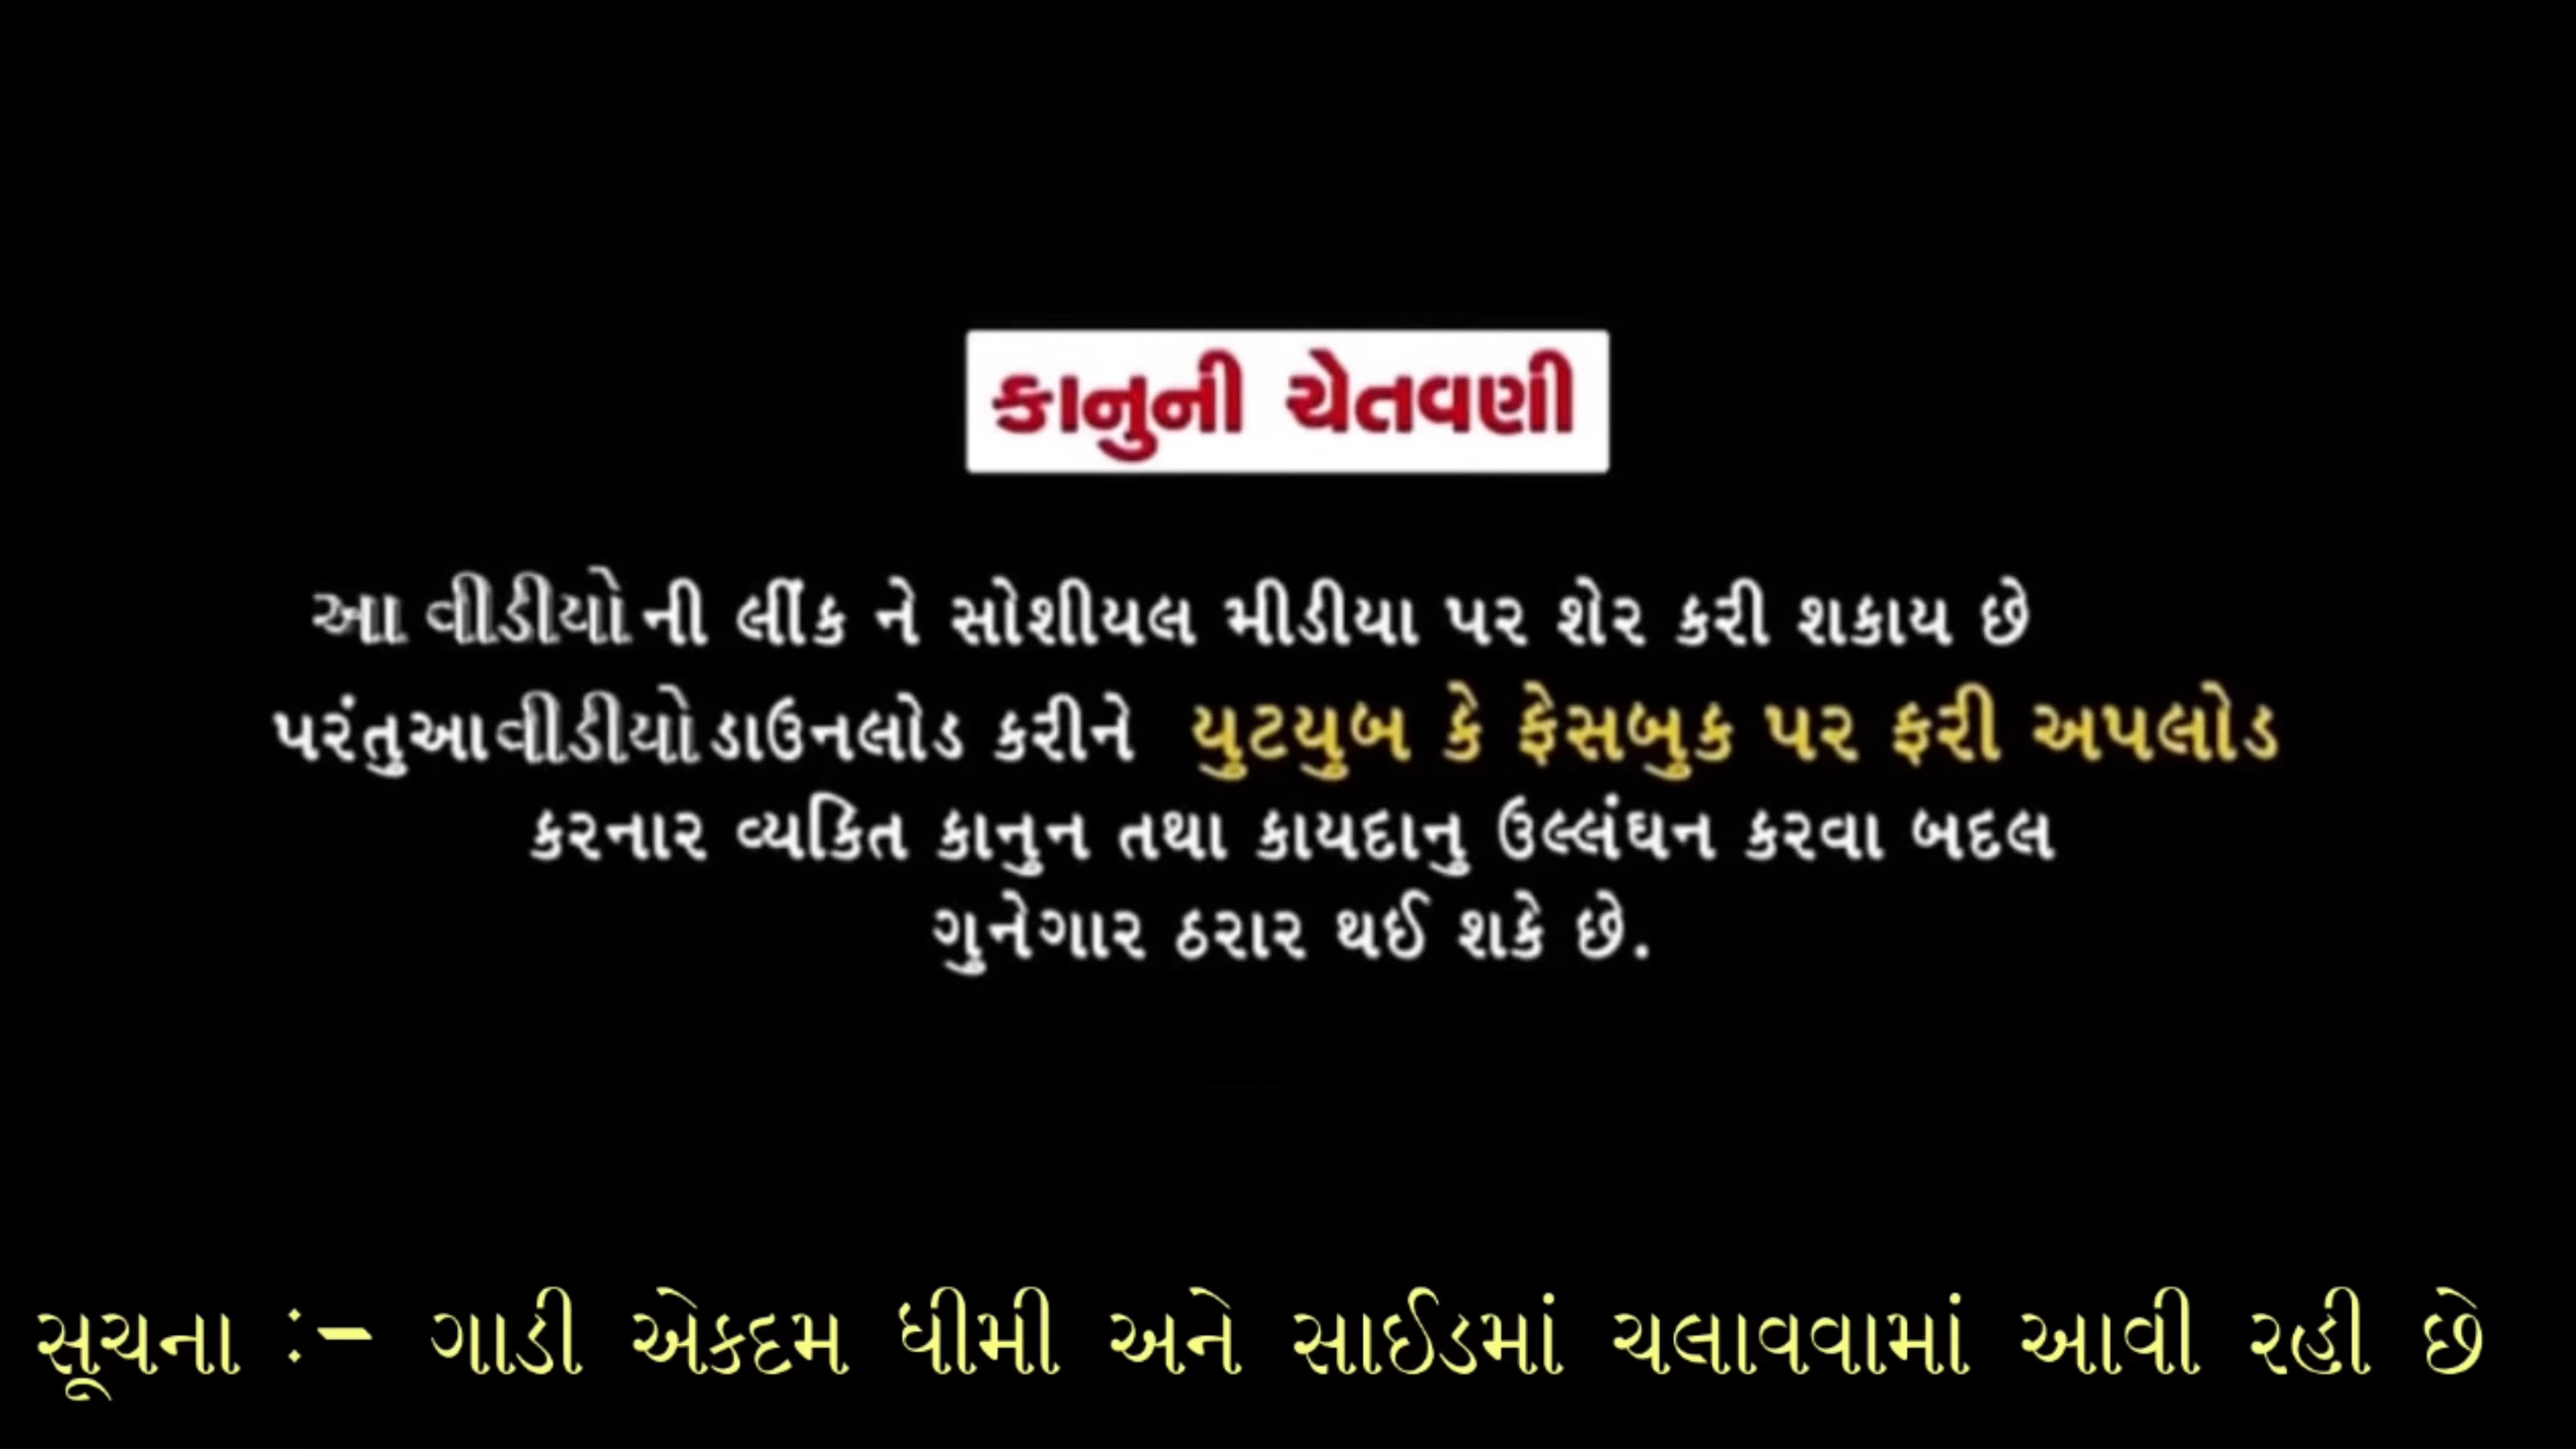 કાનુની ચેતવણી
આ વીડીયો ની લીંક ને સોશીયલ મીડીયા પર શેર કરી શકાય છે
પરંતુ આ વીડીયો ડાઉનલોડ કરીને યુટયુબ કે ફેસબુક પર ફરી અપલોડ
કરનાર વ્યકિત કાનુન તથા કાયદાનુ ઉલ્લંઘન કરવા બદલ
ગુનેગાર ઠરાર થઈ શકે છે.
સૂચના :- ગાડી એકદમ ધીમી અને સાઈડમાં ચલાવવામાં આવી રહી છે